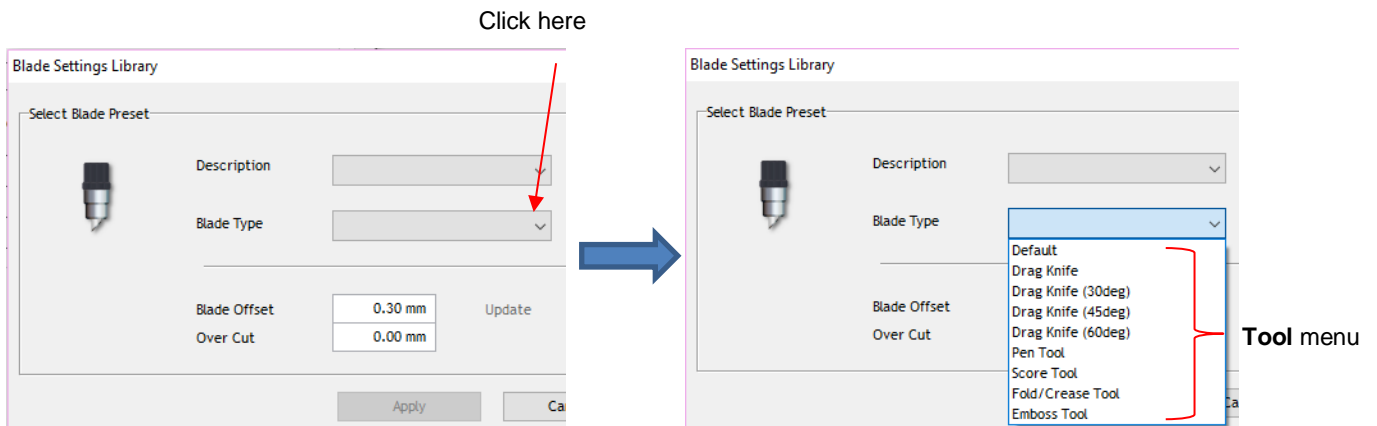 Click here
Blade Settings Library
Select Blade Preset
Description
Blade Type
Blade Offset 0.30 mm Update
Over Cut 0.00 mm
Apply Ca
Blade Settings Library
Select Blade Preset
Description
Blade Type
Default
Drag Knife
Drag Knife (30deg)
Drag Knife (45deg)
Drag Knife (60deg)
Pen Tool
Score Tool
Fold/Crease Tool
Emboss Tool
Blade Offset
Over Cut
Ca
Tool menu